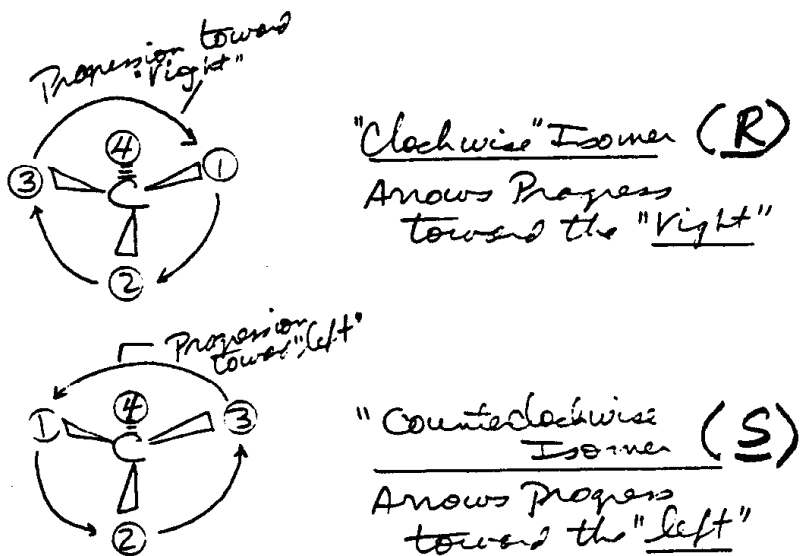 Progression toward
"right"
4
3
1
C
2
"Clockwise" Isomer (R)
Arrows Progress
toward the "right"
Progression
toward "left"
1
4
3
C
2
"Counterclockwise
Isomer (S)
Arrows Progress
toward the "left"